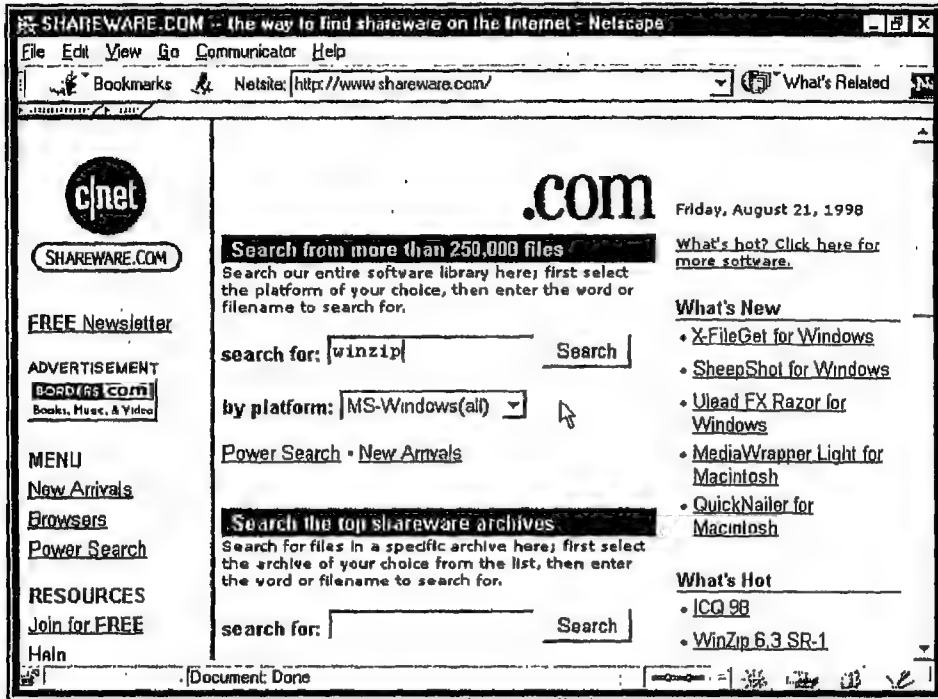 SHAREWARE.COM -- the way to find shareware on the Internet - Netscape
File Edit View Go Communicator Help
Bookmarks Netsite: http://www.shareware.com/ What's Related
c|net
SHAREWARE.COM
FREE Newsletter
ADVERTISEMENT
BORDERS.com
Books, Music, & Video
MENU
New Arrivals
Browsers
Power Search
RESOURCES
Join for FREE
Help
.com
Search from more than 250,000 files
Search our entire software library here; first select
the platform of your choice, then enter the word or
filename to search for.
search for: winzip Search
by platform: MS-Windows(all)
Power Search • New Arrivals
Search the top shareware archives
Search for files in a specific archive here; first select
the archive of your choice from the list, then enter
the word or filename to search for.
search for: Search
Friday, August 21, 1998
What's hot? Click here for
more software.
What's New
• X-FileGet for Windows
• SheepShot for Windows
• Ulead FX Razor for
Windows
• MediaWrapper Light for
Macintosh
• QuickNailer for
Macintosh
What's Hot
• ICQ 98
• WinZip 6.3 SR-1
Document: Done